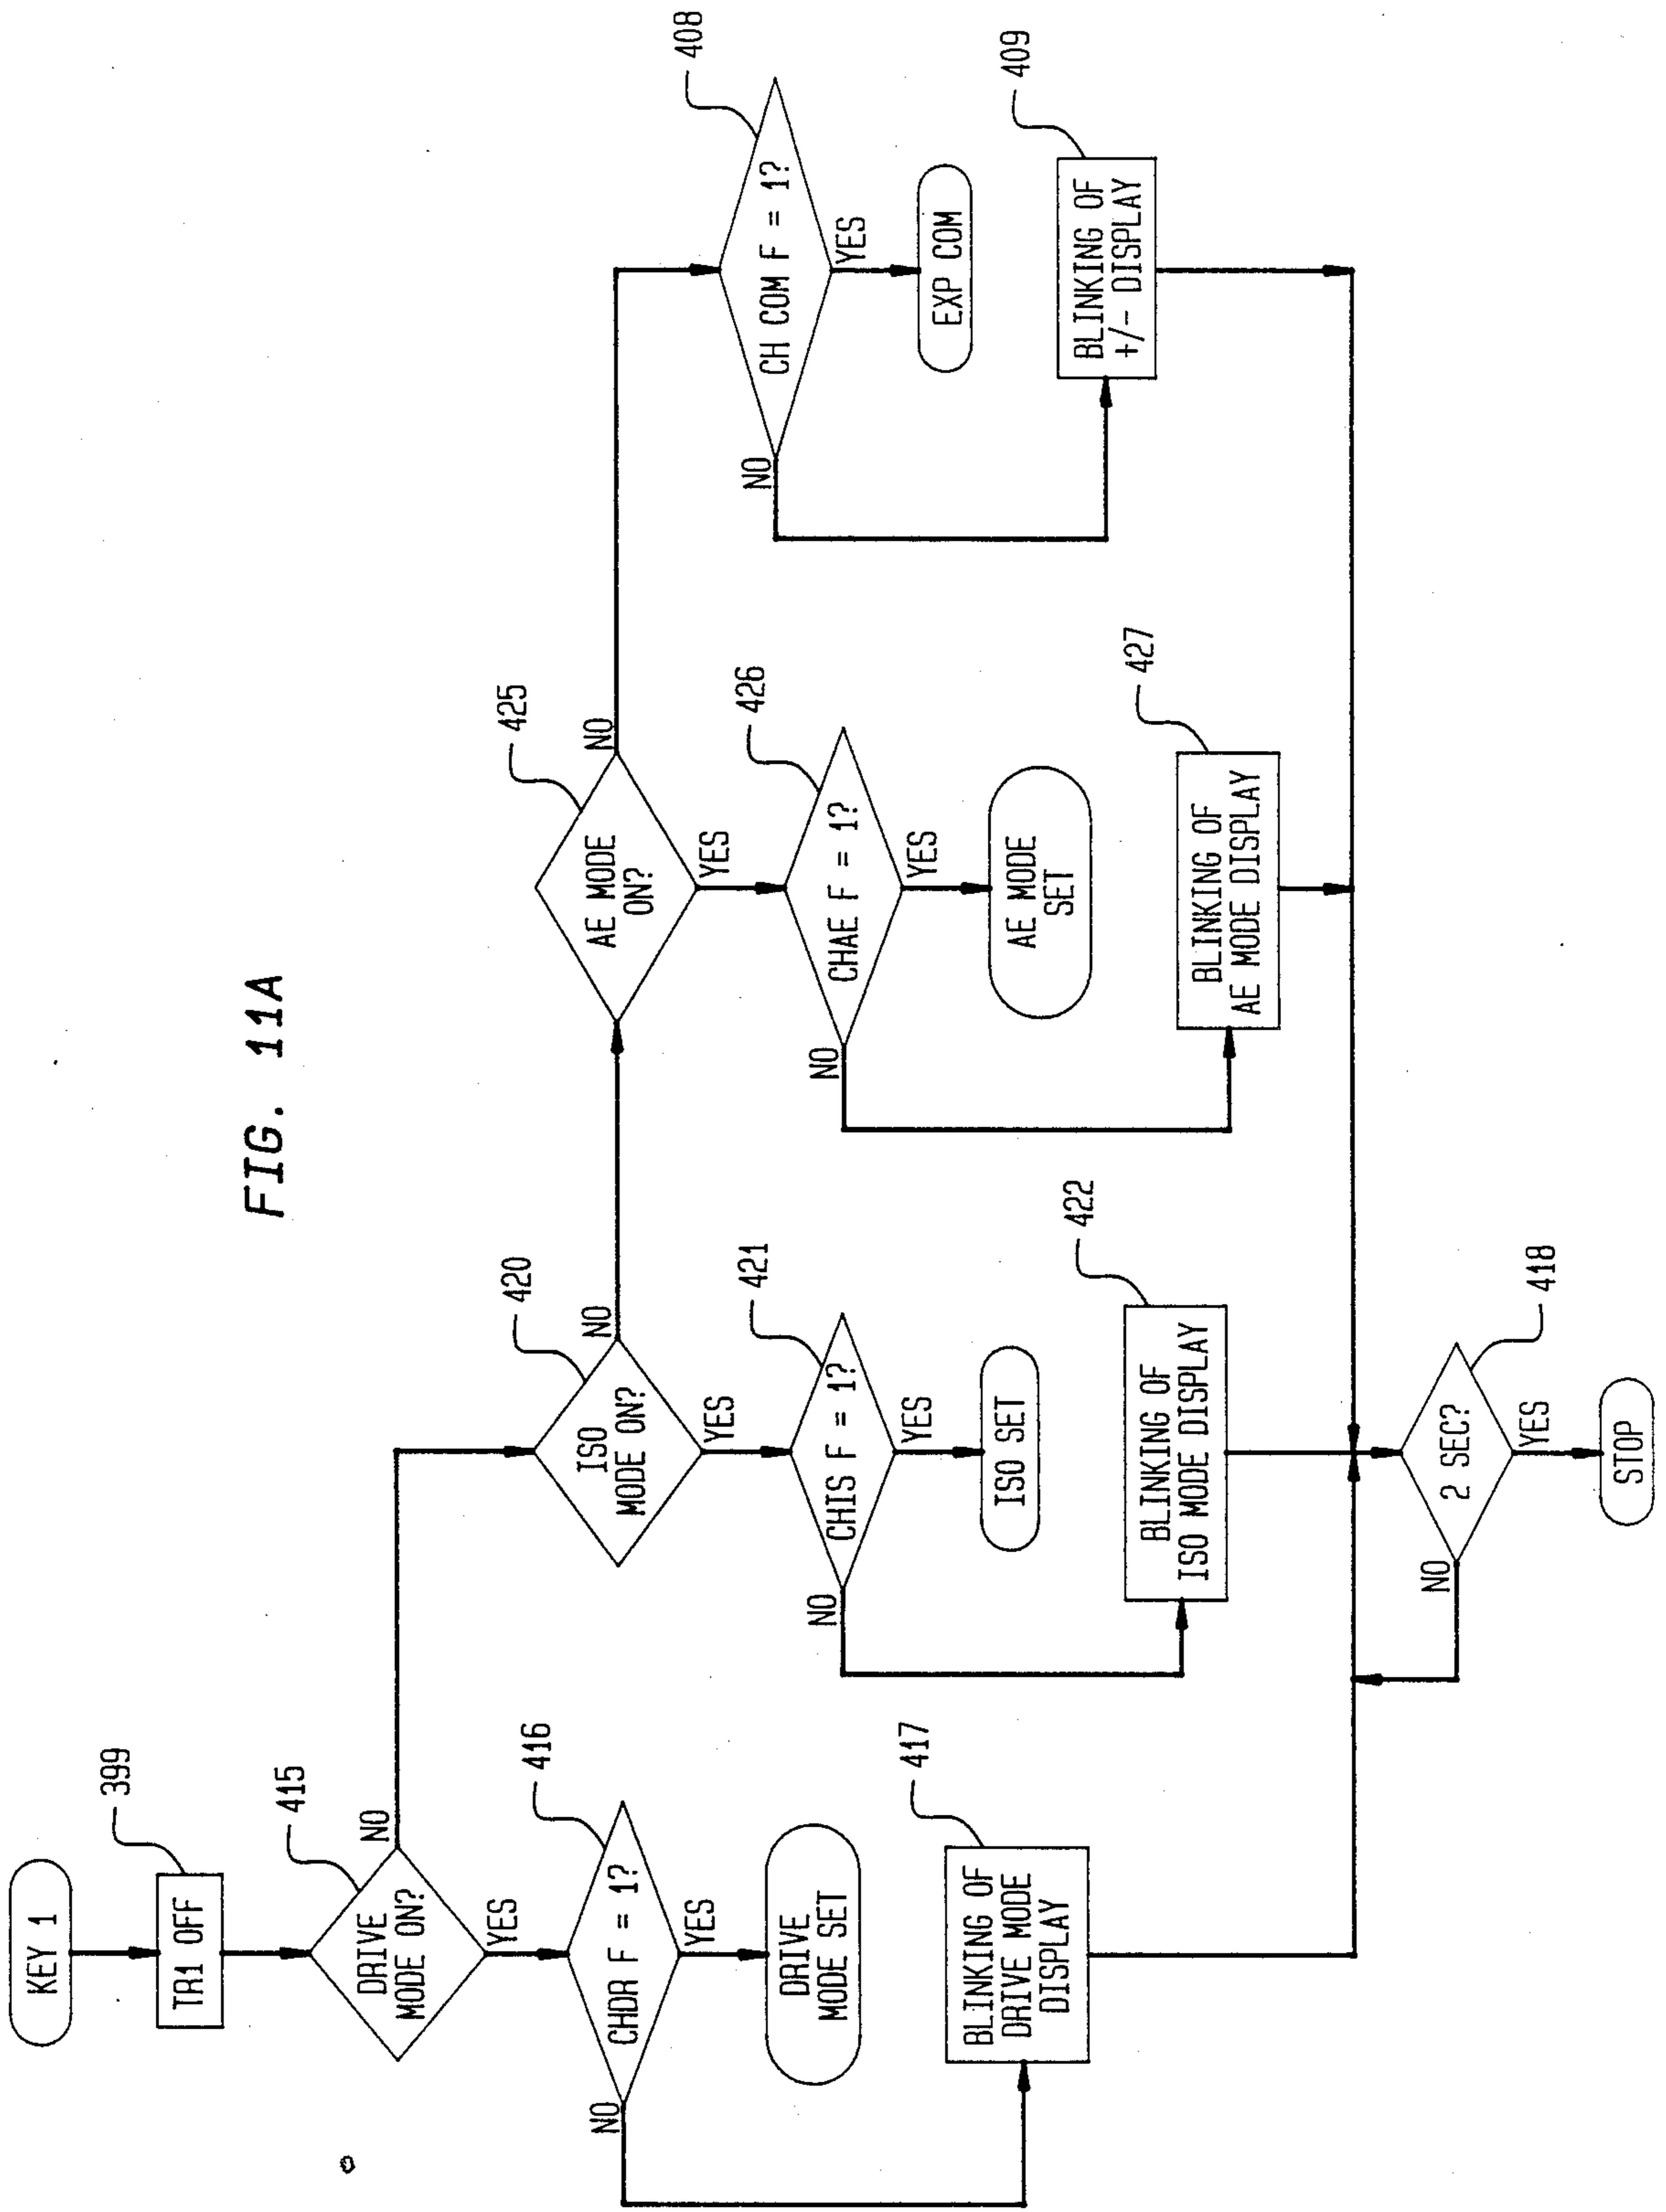 FIG. 11A
KEY 1
399
TR1 OFF
415
DRIVE
MODE ON?
NO
YES
416
CHDR F = 1?
NO
YES
DRIVE
MODE SET
417
BLINKING OF
DRIVE MODE
DISPLAY
420
ISO
MODE ON?
NO
YES
421
CHIS F = 1?
NO
YES
ISO SET
422
BLINKING OF
ISO MODE DISPLAY
425
AE MODE
ON?
NO
YES
426
CHAE F = 1?
NO
YES
AE MODE
SET
427
BLINKING OF
AE MODE DISPLAY
408
CH COM F = 1?
NO
YES
EXP COM
409
BLINKING OF
+/- DISPLAY
418
2 SEC?
NO
YES
STOP